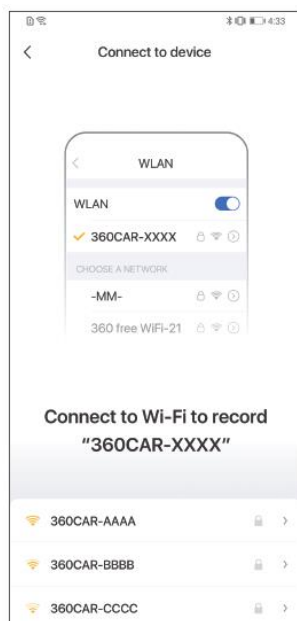 4:33
Connect to device
WLAN
WLAN
360CAR-XXXX
CHOOSE A NETWORK
-MM-
360 free WiFi-21
Connect to Wi-Fi to record
“360CAR-XXXX”
360CAR-AAAA
360CAR-BBBB
360CAR-CCCC